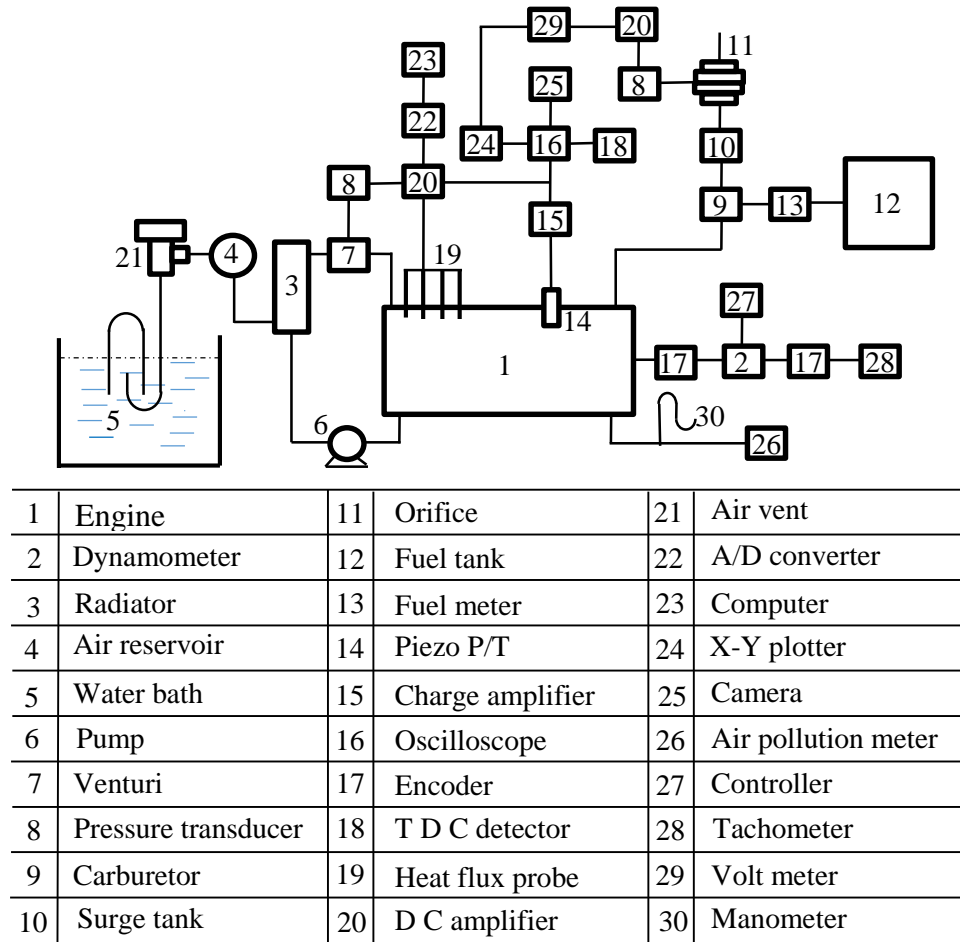 29 20 11
23 25 8
22 24 16 18 10
8 20 15 9 13 12
21 4 3 7 19
14 27
1 17 2 17 28
5 6 30 26
1 Engine 11 Orifice 21 Air vent
2 Dynamometer 12 Fuel tank 22 A/D converter
3 Radiator 13 Fuel meter 23 Computer
4 Air reservoir 14 Piezo P/T 24 X-Y plotter
5 Water bath 15 Charge amplifier 25 Camera
6 Pump 16 Oscilloscope 26 Air pollution meter
7 Venturi 17 Encoder 27 Controller
8 Pressure transducer 18 T D C detector 28 Tachometer
9 Carburetor 19 Heat flux probe 29 Volt meter
10 Surge tank 20 D C amplifier 30 Manometer